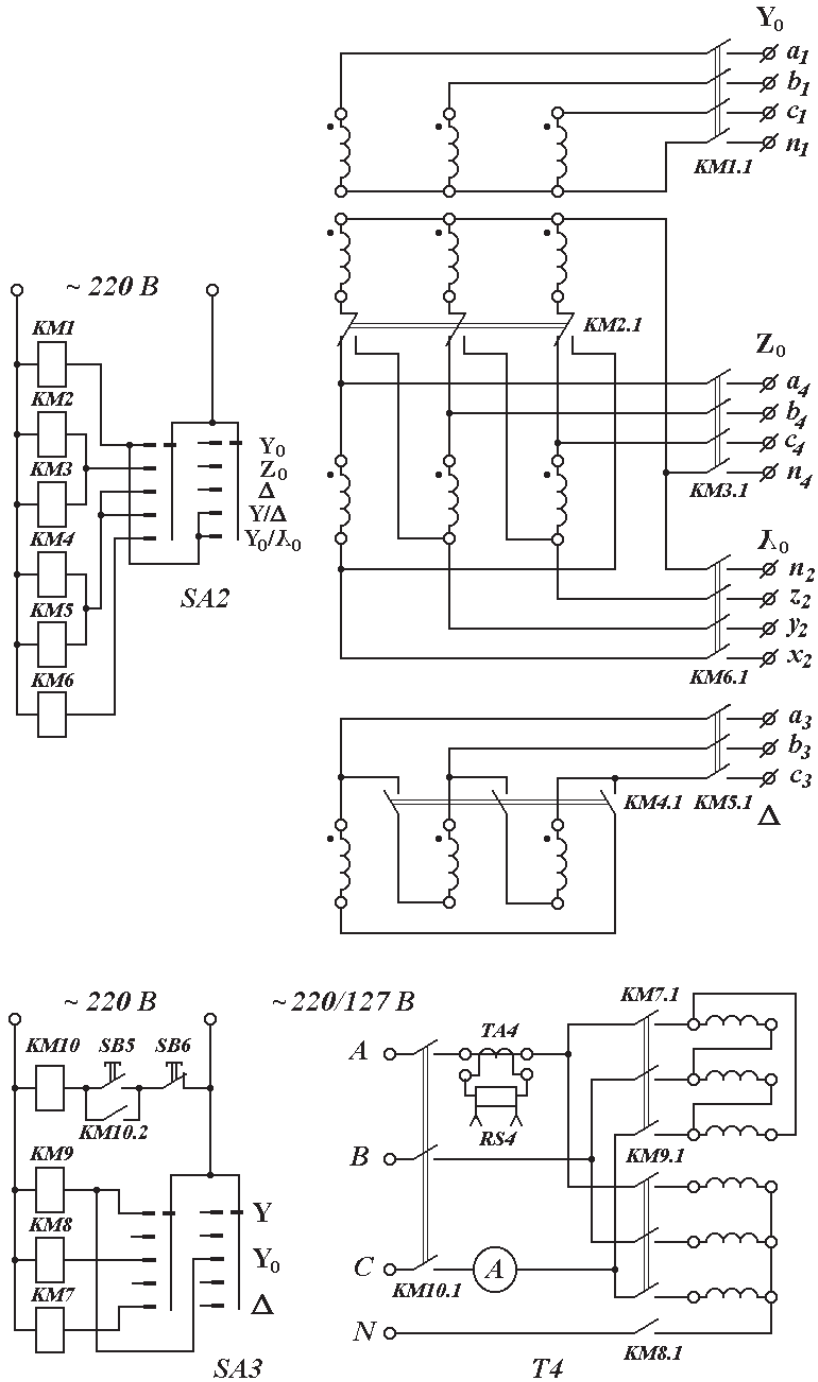 Y₀
a₁
b₁
c₁
n₁
KM1.1
~ 220 В
KM1
KM2
KM3
KM4
KM5
KM6
Y₀
Z₀
Δ
Y/Δ
Y₀/⅄₀
SA2
KM2.1
Z₀
a₄
b₄
c₄
n₄
KM3.1
⅄₀
n₂
z₂
y₂
x₂
KM6.1
a₃
b₃
c₃
KM4.1 KM5.1
Δ
~ 220 В
KM10 SB5 SB6
KM10.2
KM9
KM8
KM7
Y
Y₀
Δ
SA3
~ 220/127 В
A
B
C
N
TA4
RS4
KM10.1
A
KM7.1
KM9.1
KM8.1
T4